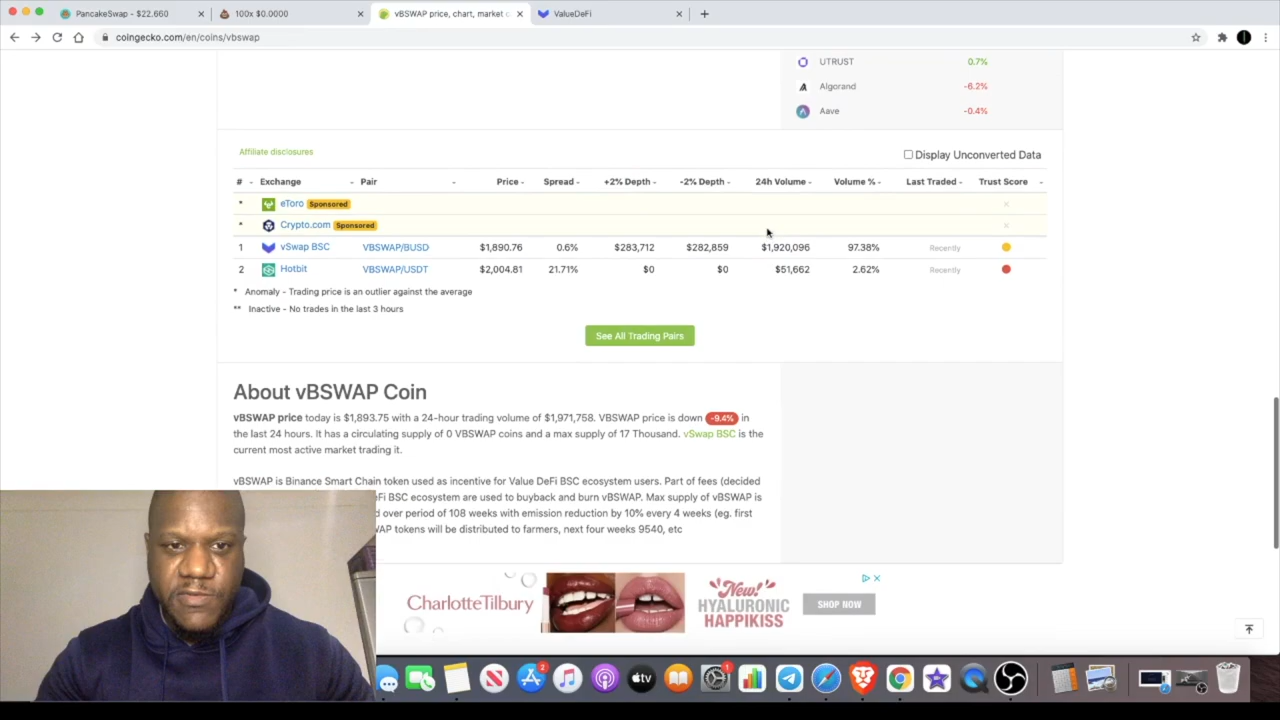 PancakeSwap - $22.660
100x $0.0000
vBSWAP price, chart, market c
ValueDeFi
coingecko.com/en/coins/vbswap
UTRUST 0.7%
Algorand -6.2%
Aave -0.4%
Affiliate disclosures
Display Unconverted Data
# Exchange Pair Price Spread +2% Depth -2% Depth 24h Volume Volume % Last Traded Trust Score
* eToro Sponsored
* Crypto.com Sponsored
1 vSwap BSC VBSWAP/BUSD $1,890.76 0.6% $283,712 $282,859 $1,920,096 97.38% Recently
2 Hotbit VBSWAP/USDT $2,004.81 21.71% $0 $0 $51,662 2.62% Recently
* Anomaly - Trading price is an outlier against the average
** Inactive - No trades in the last 3 hours
See All Trading Pairs
About vBSWAP Coin
vBSWAP price today is $1,893.75 with a 24-hour trading volume of $1,971,758. VBSWAP price is down -9.4% in
the last 24 hours. It has a circulating supply of 0 VBSWAP coins and a max supply of 17 Thousand. vSwap BSC is the
current most active market trading it.
vBSWAP is Binance Smart Chain token used as incentive for Value DeFi BSC ecosystem users. Part of fees (decided
eFi BSC ecosystem are used to buyback and burn vBSWAP. Max supply of vBSWAP is
d over period of 108 weeks with emission reduction by 10% every 4 weeks (eg. first
WAP tokens will be distributed to farmers, next four weeks 9540, etc
CharlotteTilbury
New!
HYALURONIC
HAPPIKISS
SHOP NOW
2
tv
1